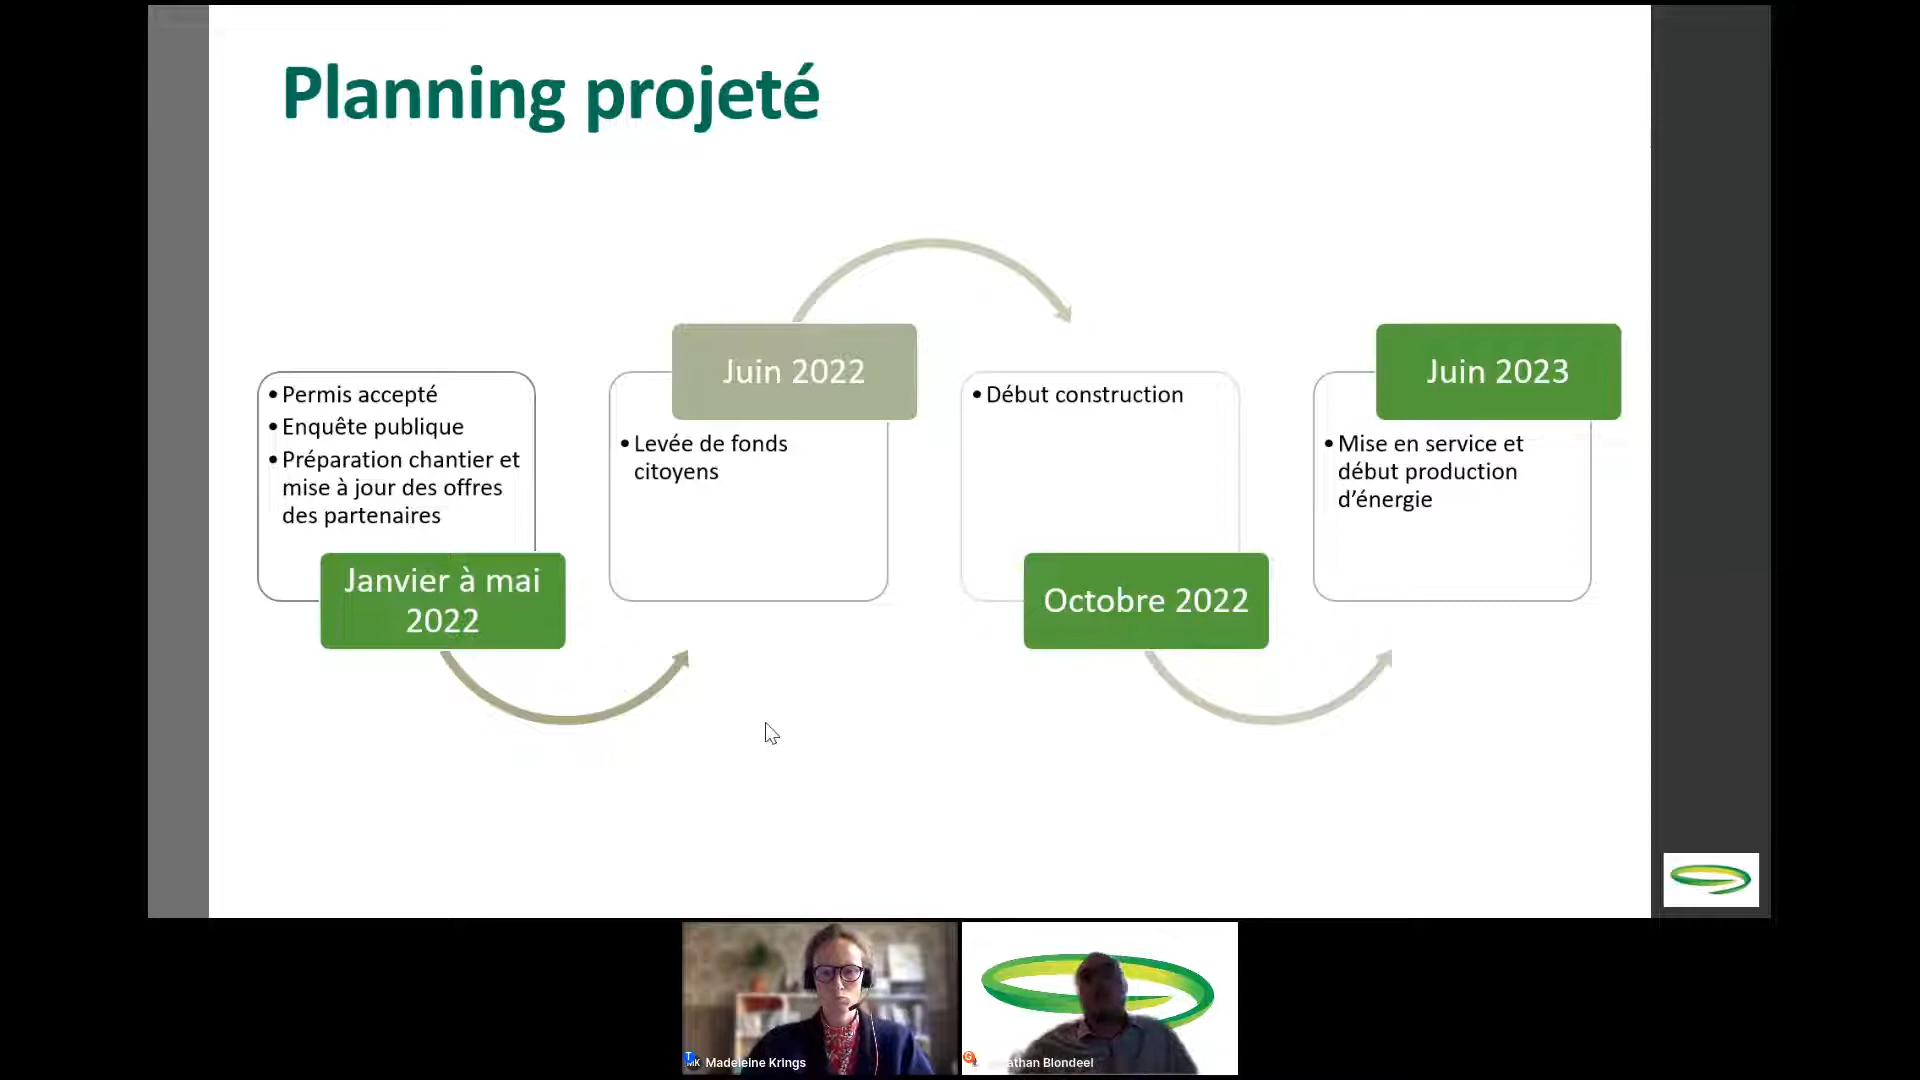 Planning projeté
• Permis accepté
• Enquête publique
• Préparation chantier et
mise à jour des offres
des partenaires
Janvier à mai
2022
Juin 2022
• Levée de fonds
citoyens
• Début construction
Octobre 2022
Juin 2023
• Mise en service et
début production
d’énergie
Madeleine Krings
Blondeel